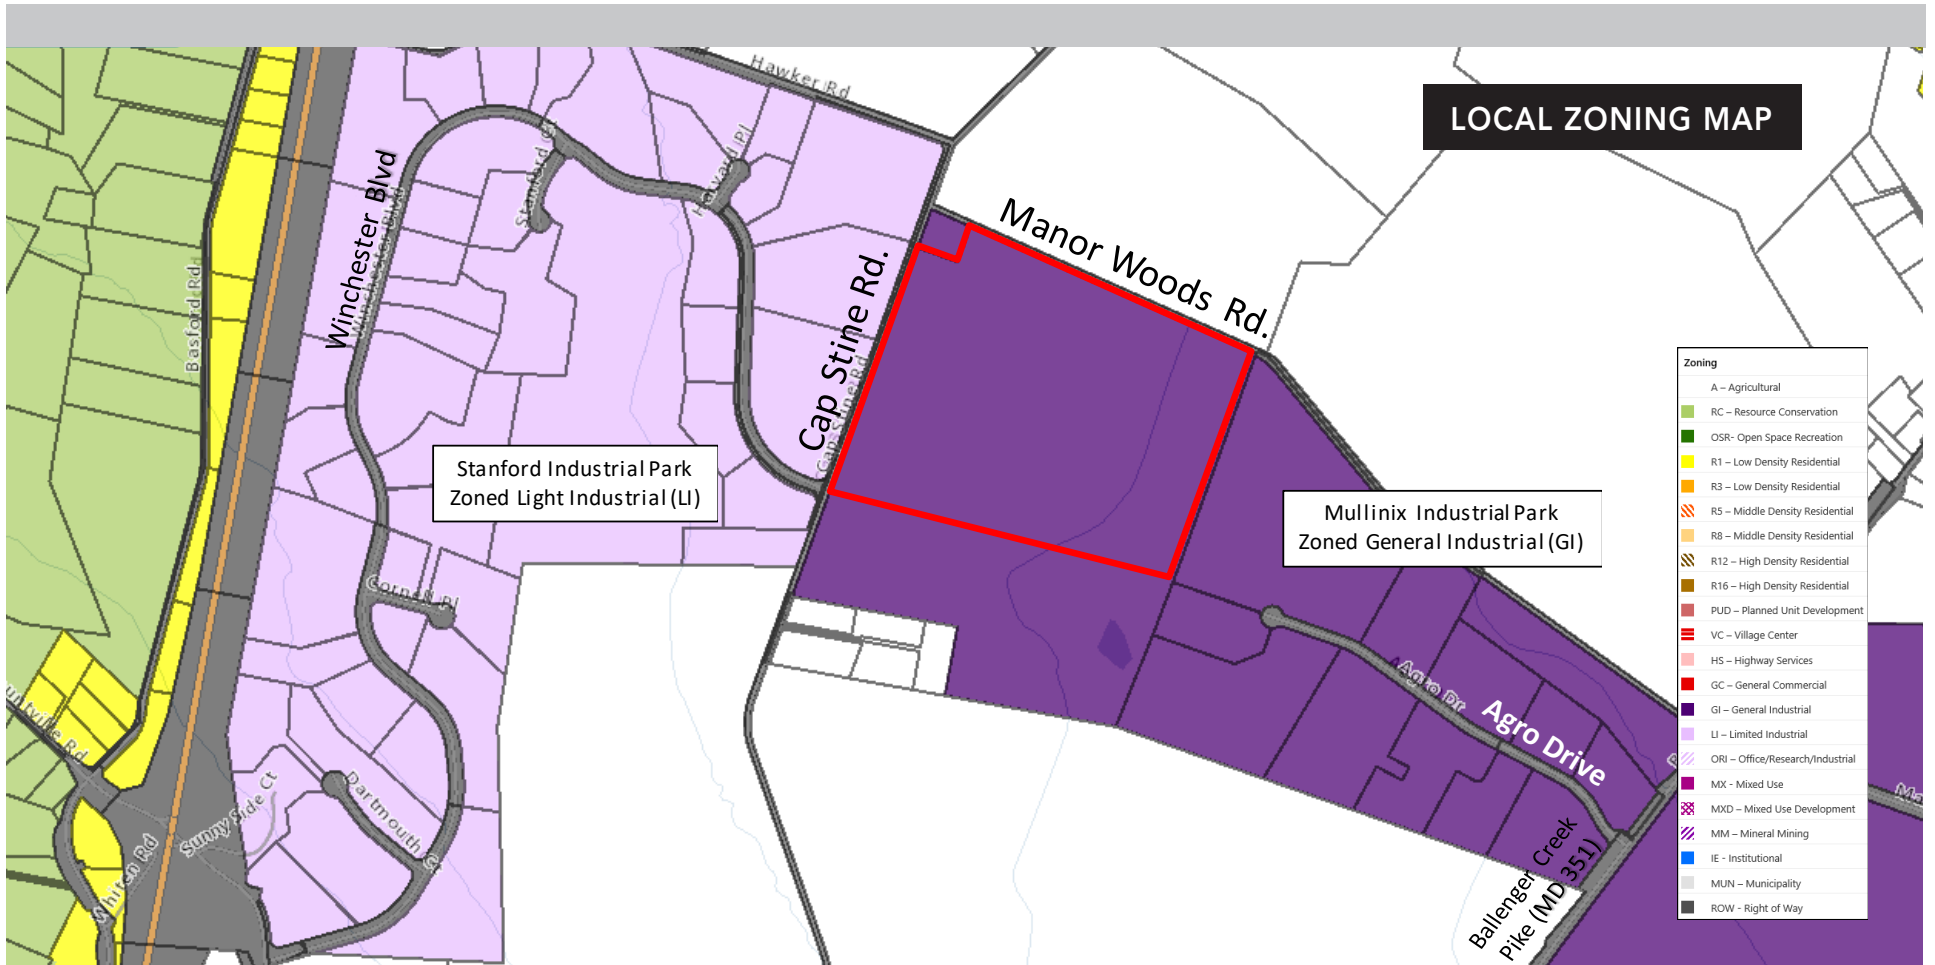 LOCAL ZONING MAP
Hawker Rd
Winchester Blvd
Winchester Blvd
Stanford Ct
Harvard Pl
Basford Rd
Manor Woods Rd.
Cap Stine Rd.
Cap Stine Rd
Stanford Industrial Park
Zoned Light Industrial (LI)
Mullinix Industrial Park
Zoned General Industrial (GI)
Cornell Pl
Agro Dr
Agro Drive
Dartmouth Ct
Sunny Side Ct
Whiten Rd
Ballenger Creek
Pike (MD 351)
Zoning
A – Agricultural
RC – Resource Conservation
OSR- Open Space Recreation
R1 – Low Density Residential
R3 – Low Density Residential
R5 – Middle Density Residential
R8 – Middle Density Residential
R12 – High Density Residential
R16 – High Density Residential
PUD – Planned Unit Development
VC – Village Center
HS – Highway Services
GC – General Commercial
GI – General Industrial
LI – Limited Industrial
ORI – Office/Research/Industrial
MX - Mixed Use
MXD – Mixed Use Development
MM – Mineral Mining
IE - Institutional
MUN – Municipality
ROW - Right of Way